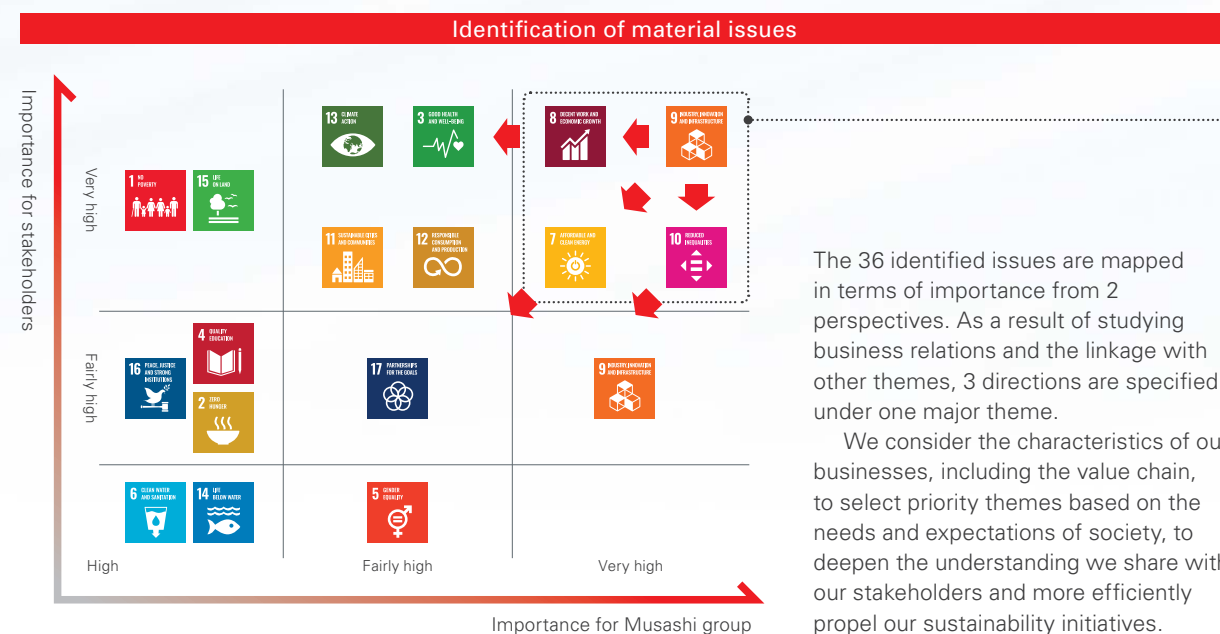 Identification of material issues
Importance for stakeholders
Very high
13 CLIMATE
ACTION
3 GOOD HEALTH
AND WELL-BEING
8 DECENT WORK AND
ECONOMIC GROWTH
9 INDUSTRY, INNOVATION
AND INFRASTRUCTURE
1 NO
POVERTY
15 LIFE
ON LAND
11 SUSTAINABLE CITIES
AND COMMUNITIES
12 RESPONSIBLE
CONSUMPTION
AND PRODUCTION
7 AFFORDABLE AND
CLEAN ENERGY
10 REDUCED
INEQUALITIES
Fairly high
4 QUALITY
EDUCATION
16 PEACE, JUSTICE
AND STRONG
INSTITUTIONS
2 ZERO
HUNGER
17 PARTNERSHIPS
FOR THE GOALS
9 INDUSTRY, INNOVATION
AND INFRASTRUCTURE
6 CLEAN WATER
AND SANITATION
14 LIFE
BELOW WATER
5 GENDER
EQUALITY
High
Fairly high
Very high
Importance for Musashi group
The 36 identified issues are mapped
in terms of importance from 2
perspectives. As a result of studying
business relations and the linkage with
other themes, 3 directions are specified
under one major theme.
We consider the characteristics of ou
businesses, including the value chain,
to select priority themes based on the
needs and expectations of society, to
deepen the understanding we share with
our stakeholders and more efficiently
propel our sustainability initiatives.